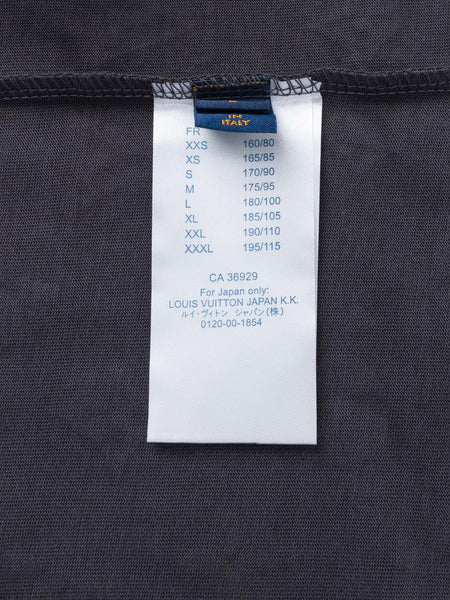 IN
ITALY
FR
XXS 160/80
XS 165/85
S 170/90
M 175/95
L 180/100
XL 185/105
XXL 190/110
XXXL 195/115
CA 36929
For Japan only:
LOUIS VUITTON JAPAN K.K.
ルイ・ヴィトン ジャパン(株)
0120-00-1854